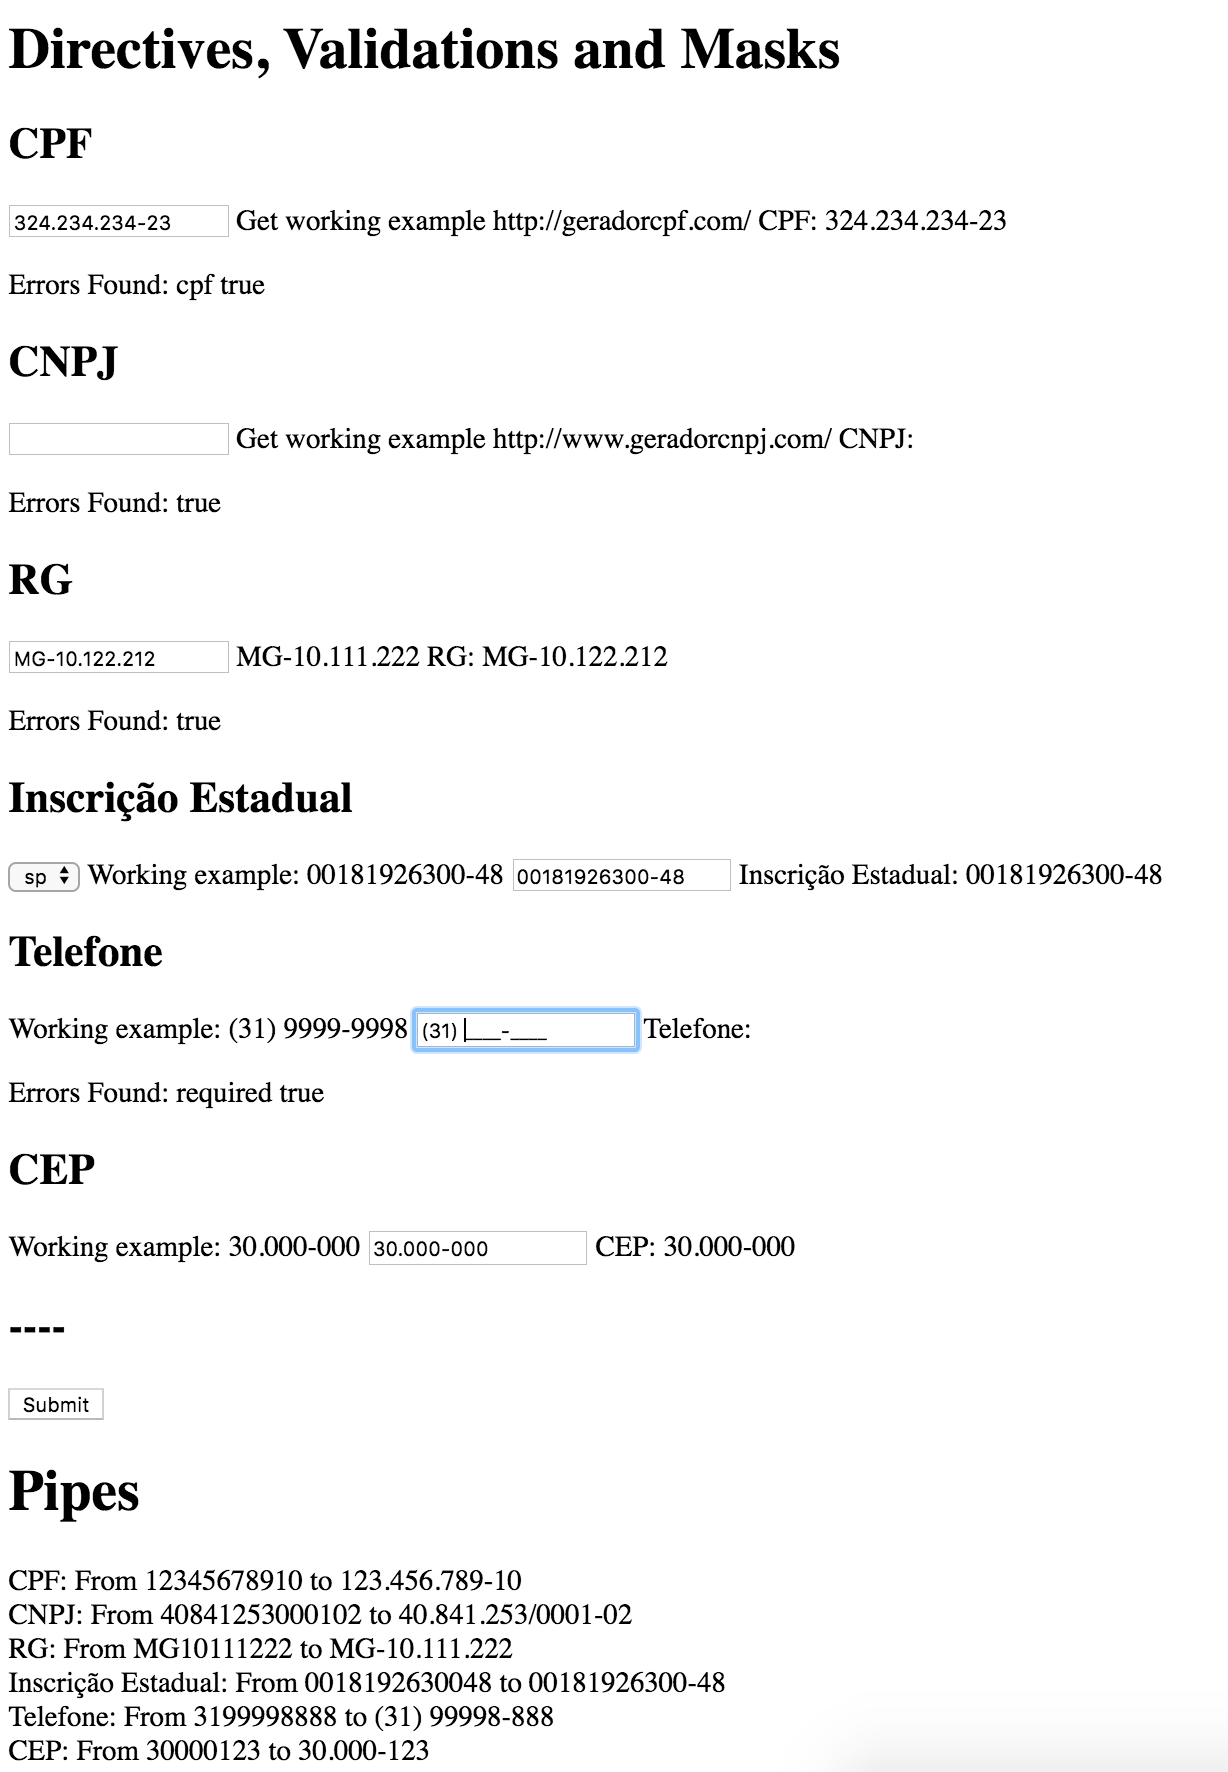 Directives, Validations and Masks
CPF
324.234.234-23 Get working example http://geradorcpf.com/ CPF: 324.234.234-23
Errors Found: cpf true
CNPJ
Get working example http://www.geradorcnpj.com/ CNPJ:
Errors Found: true
RG
MG-10.122.212 MG-10.111.222 RG: MG-10.122.212
Errors Found: true
Inscrição Estadual
sp Working example: 00181926300-48 00181926300-48 Inscrição Estadual: 00181926300-48
Telefone
Working example: (31) 9999-9998 (31) ____-____ Telefone:
Errors Found: required true
CEP
Working example: 30.000-000 30.000-000 CEP: 30.000-000
----
Submit
Pipes
CPF: From 12345678910 to 123.456.789-10
CNPJ: From 40841253000102 to 40.841.253/0001-02
RG: From MG10111222 to MG-10.111.222
Inscrição Estadual: From 0018192630048 to 00181926300-48
Telefone: From 3199998888 to (31) 99998-888
CEP: From 30000123 to 30.000-123